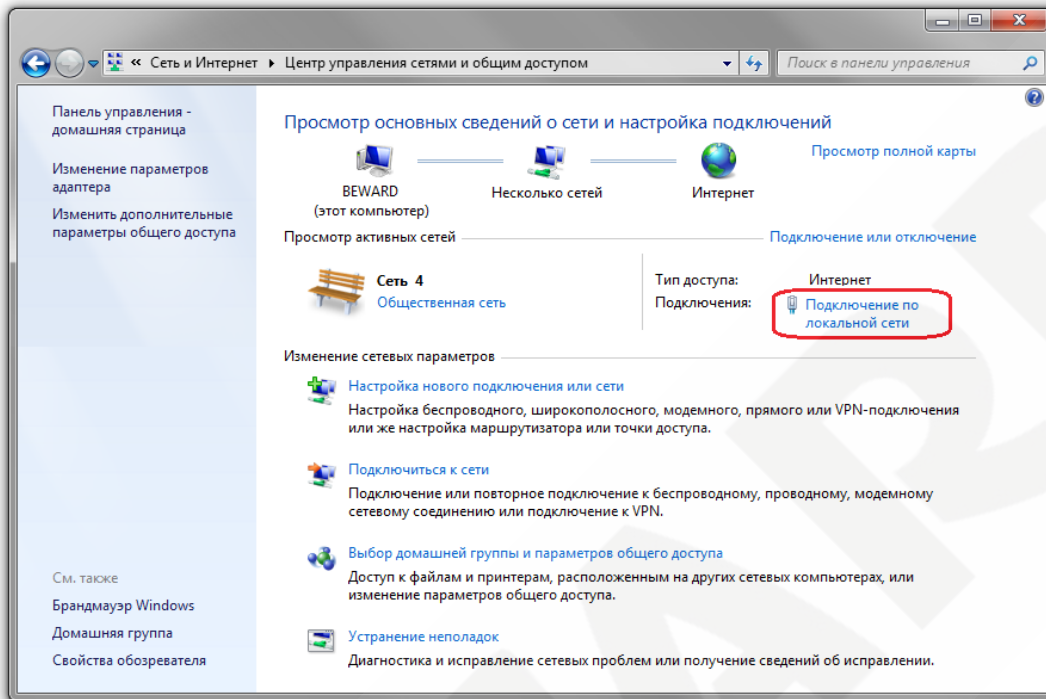 « Сеть и Интернет ▸ Центр управления сетями и общим доступом
Поиск в панели управления
Панель управления -
домашняя страница
Изменение параметров
адаптера
Изменить дополнительные
параметры общего доступа
См. также
Брандмауэр Windows
Домашняя группа
Свойства обозревателя
Просмотр основных сведений о сети и настройка подключений
Просмотр полной карты
BEWARD
(этот компьютер)
Несколько сетей
Интернет
Просмотр активных сетей
Подключение или отключение
Сеть 4
Общественная сеть
Тип доступа: Интернет
Подключения: Подключение по
локальной сети
Изменение сетевых параметров
Настройка нового подключения или сети
Настройка беспроводного, широкополосного, модемного, прямого или VPN-подключения
или же настройка маршрутизатора или точки доступа.
Подключиться к сети
Подключение или повторное подключение к беспроводному, проводному, модемному
сетевому соединению или подключение к VPN.
Выбор домашней группы и параметров общего доступа
Доступ к файлам и принтерам, расположенным на других сетевых компьютерах, или
изменение параметров общего доступа.
Устранение неполадок
Диагностика и исправление сетевых проблем или получение сведений об исправлении.